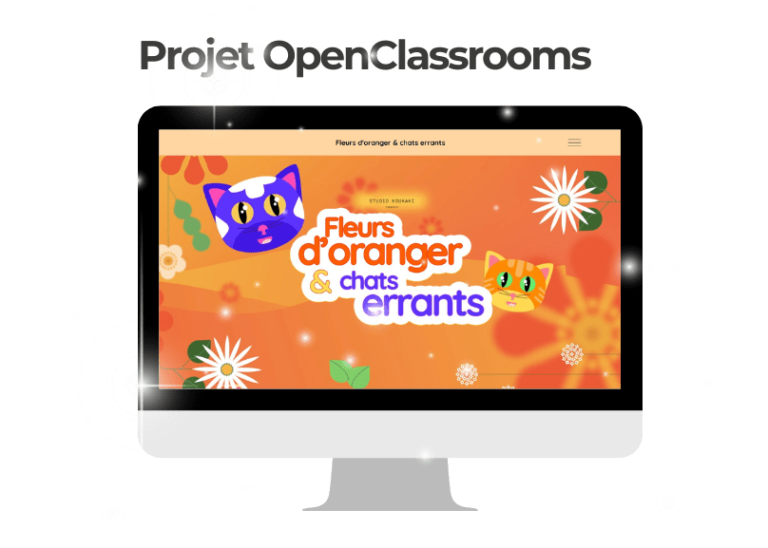 Projet OpenClassrooms
Fleurs d'oranger & chats errants
STUDIO KOUKAKI
Fleurs
d'oranger
& chats
errants